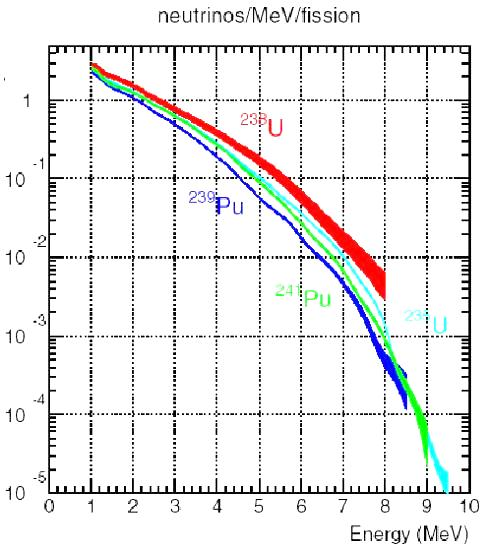 neutrinos/MeV/fission
1
10 -1
10 -2
10 -3
10 -4
10 -5
238U
239Pu
241Pu
235U
0 1 2 3 4 5 6 7 8 9 10
Energy (MeV)